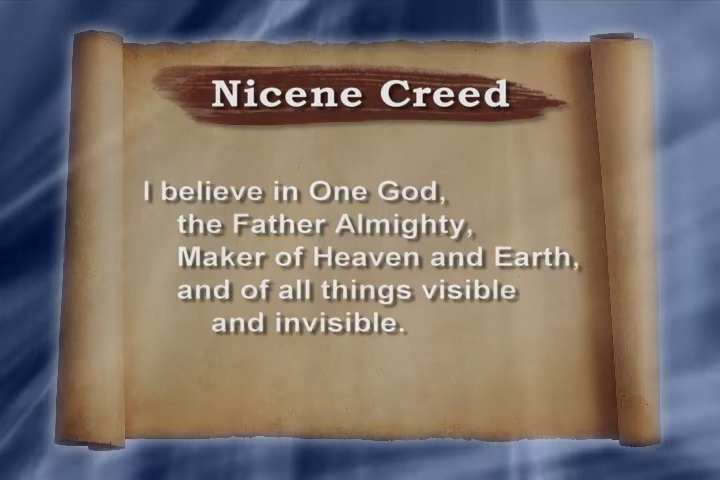 Nicene Creed
I believe in One God,
the Father Almighty,
Maker of Heaven and Earth,
and of all things visible
and invisible.